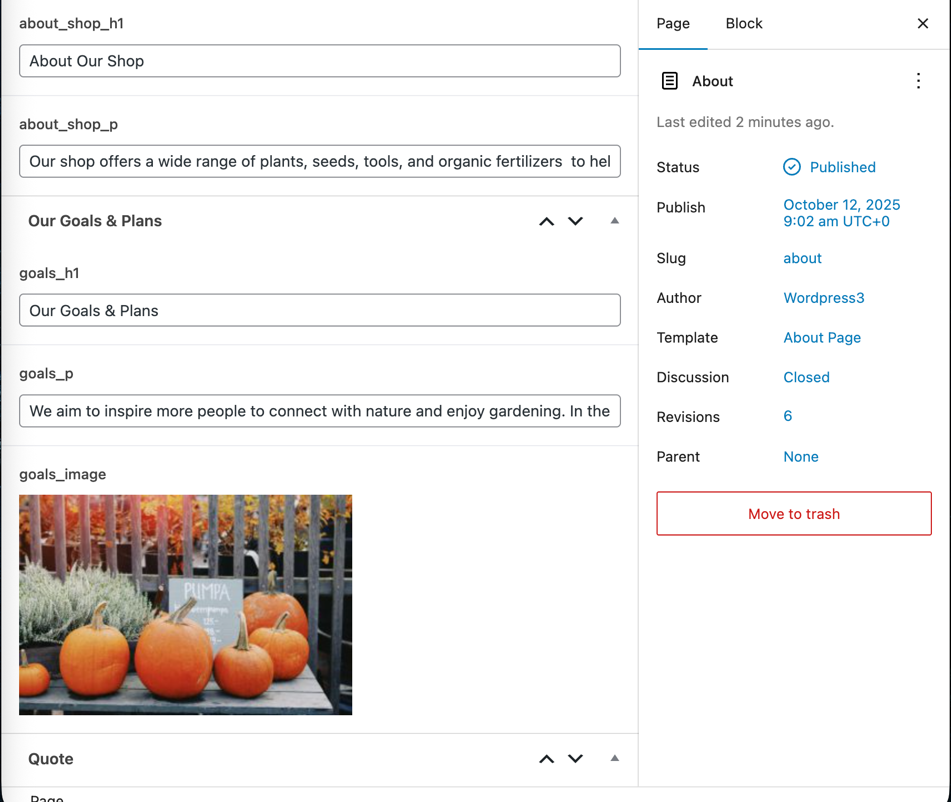 about_shop_h1
About Our Shop
about_shop_p
Our shop offers a wide range of plants, seeds, tools, and organic fertilizers  to hel
Our Goals & Plans
goals_h1
Our Goals & Plans
goals_p
We aim to inspire more people to connect with nature and enjoy gardening. In the
goals_image
PUMPA
Quote
Page
Page Block
About
Last edited 2 minutes ago.
Status Published
Publish October 12, 2025
9:02 am UTC+0
Slug about
Author Wordpress3
Template About Page
Discussion Closed
Revisions 6
Parent None
Move to trash